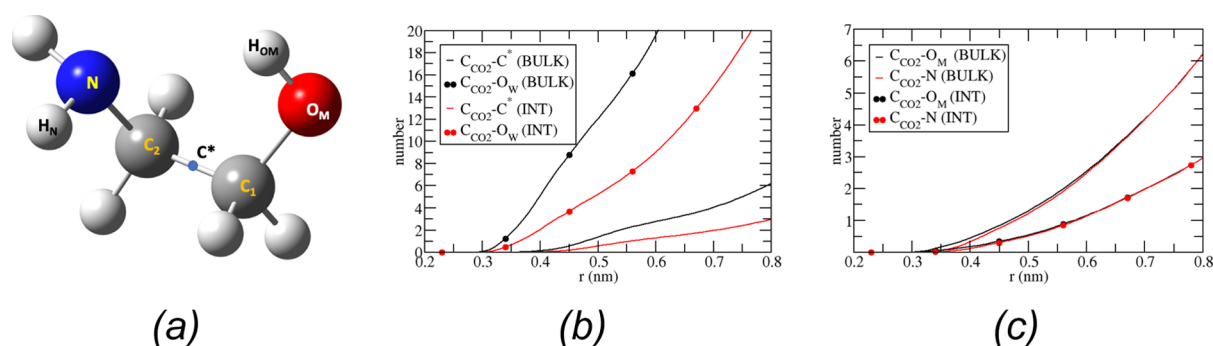 H_OM
N
O_M
H_N
C*
C_2
C_1
(a)
20
18
16
14
12
10
8
6
4
2
0
number
C_CO2-C^* (BULK)
C_CO2-O_W (BULK)
C_CO2-C^* (INT)
C_CO2-O_W (INT)
0.2 0.3 0.4 0.5 0.6 0.7 0.8
r (nm)
(b)
7
6
5
4
3
2
1
number
C_CO2-O_M (BULK)
C_CO2-N (BULK)
C_CO2-O_M (INT)
C_CO2-N (INT)
0.2 0.3 0.4 0.5 0.6 0.7 0.8
r (nm)
(c)